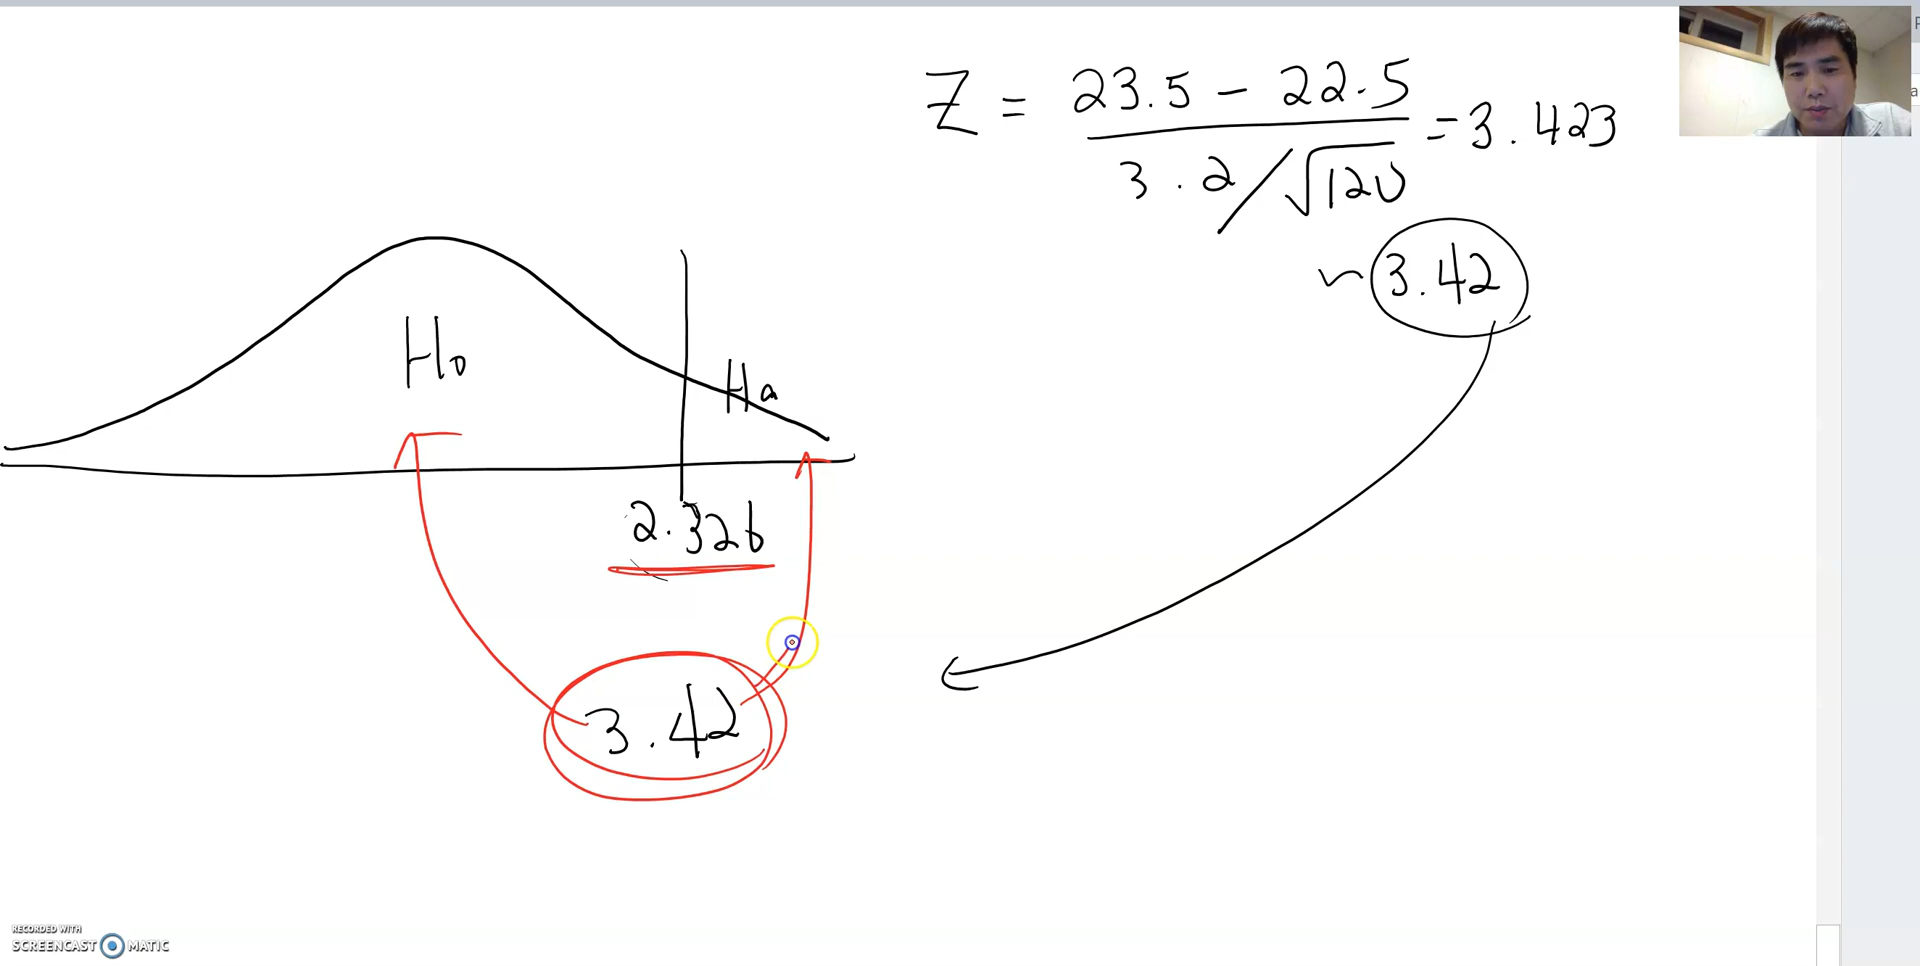 Z = 23.5 - 22.5 / 3.2/√120 = 3.423
~ 3.42
H0
Ha
2.326
3.42
RECORDED WITH
SCREENCAST MATIC